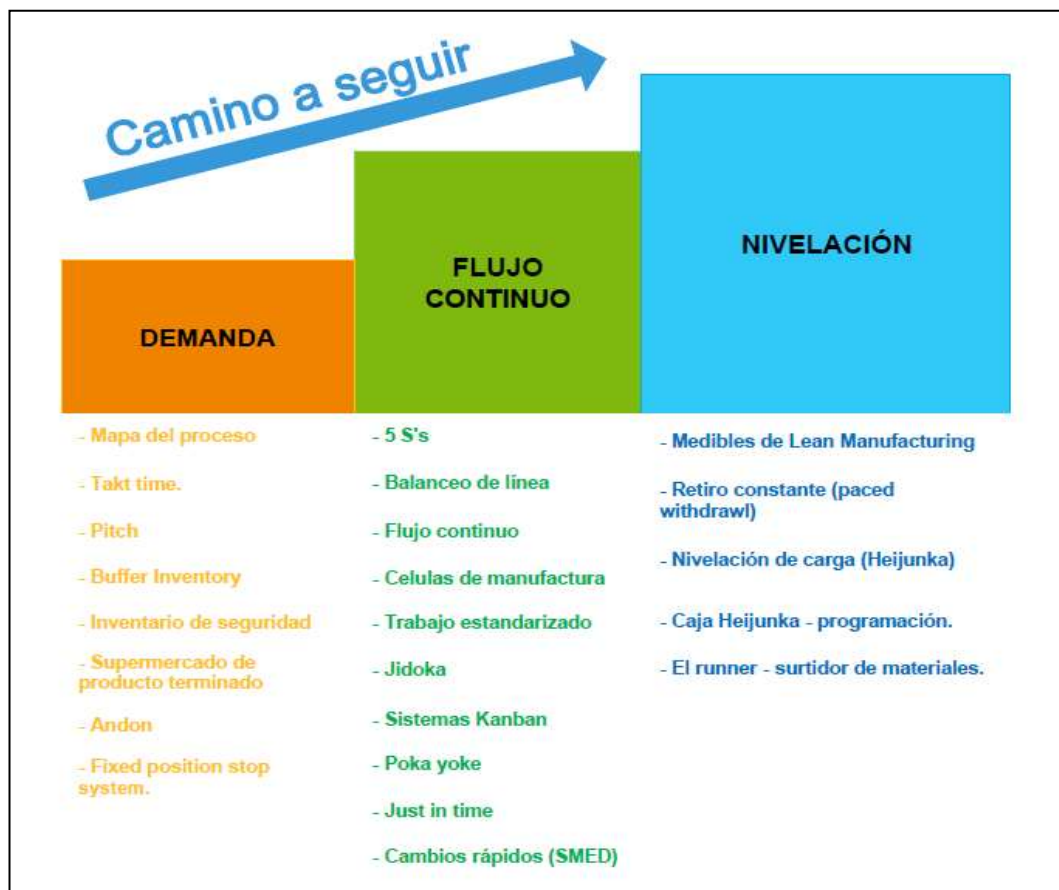 Camino a seguir
DEMANDA
FLUJO
CONTINUO
NIVELACIÓN
- Mapa del proceso
- Takt time.
- Pitch
- Buffer Inventory
- Inventario de seguridad
- Supermercado de
producto terminado
- Andon
- Fixed position stop
system.
- 5 S's
- Balanceo de línea
- Flujo continuo
- Celulas de manufactura
- Trabajo estandarizado
- Jidoka
- Sistemas Kanban
- Poka yoke
- Just in time
- Cambios rápidos (SMED)
- Medibles de Lean Manufacturing
- Retiro constante (paced
withdrawl)
- Nivelación de carga (Heijunka)
- Caja Heijunka - programación.
- El runner - surtidor de materiales.